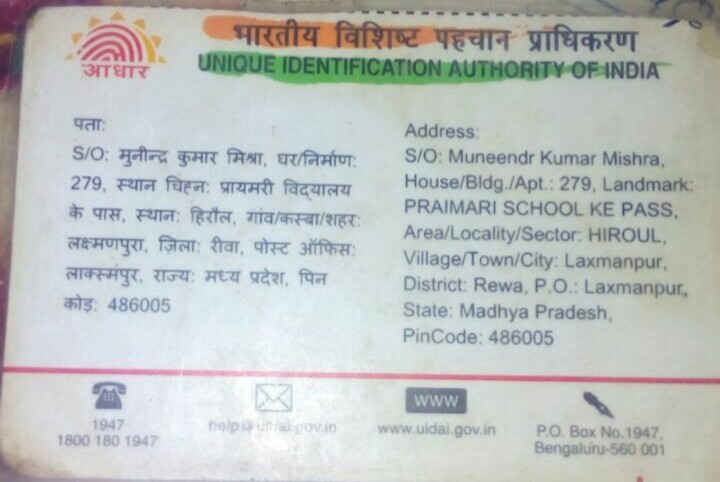 भारतीय विशिष्ट पहचान प्राधिकरण
आधार
UNIQUE IDENTIFICATION AUTHORITY OF INDIA
पता:
S/O: मुनीन्द्र कुमार मिश्रा, घर/निर्माण:
279, स्थान चिहन: प्रायमरी विद्यालय
के पास, स्थान: हिरौल, गांव/कस्बा/शहर:
लक्ष्मणपुरा, ज़िला: रीवा, पोस्ट ऑफिस:
लाक्स्मंपुर, राज्य: मध्य प्रदेश, पिन
कोड: 486005
Address:
S/O: Muneendr Kumar Mishra,
House/Bldg./Apt.: 279, Landmark:
PRAIMARI SCHOOL KE PASS,
Area/Locality/Sector: HIROUL,
Village/Town/City: Laxmanpur,
District: Rewa, P.O.: Laxmanpur,
State: Madhya Pradesh,
PinCode: 486005
1947
1800 180 1947
help@uidai.gov.in
WWW
www.uidai.gov.in
P.O. Box No.1947,
Bengaluru-560 001